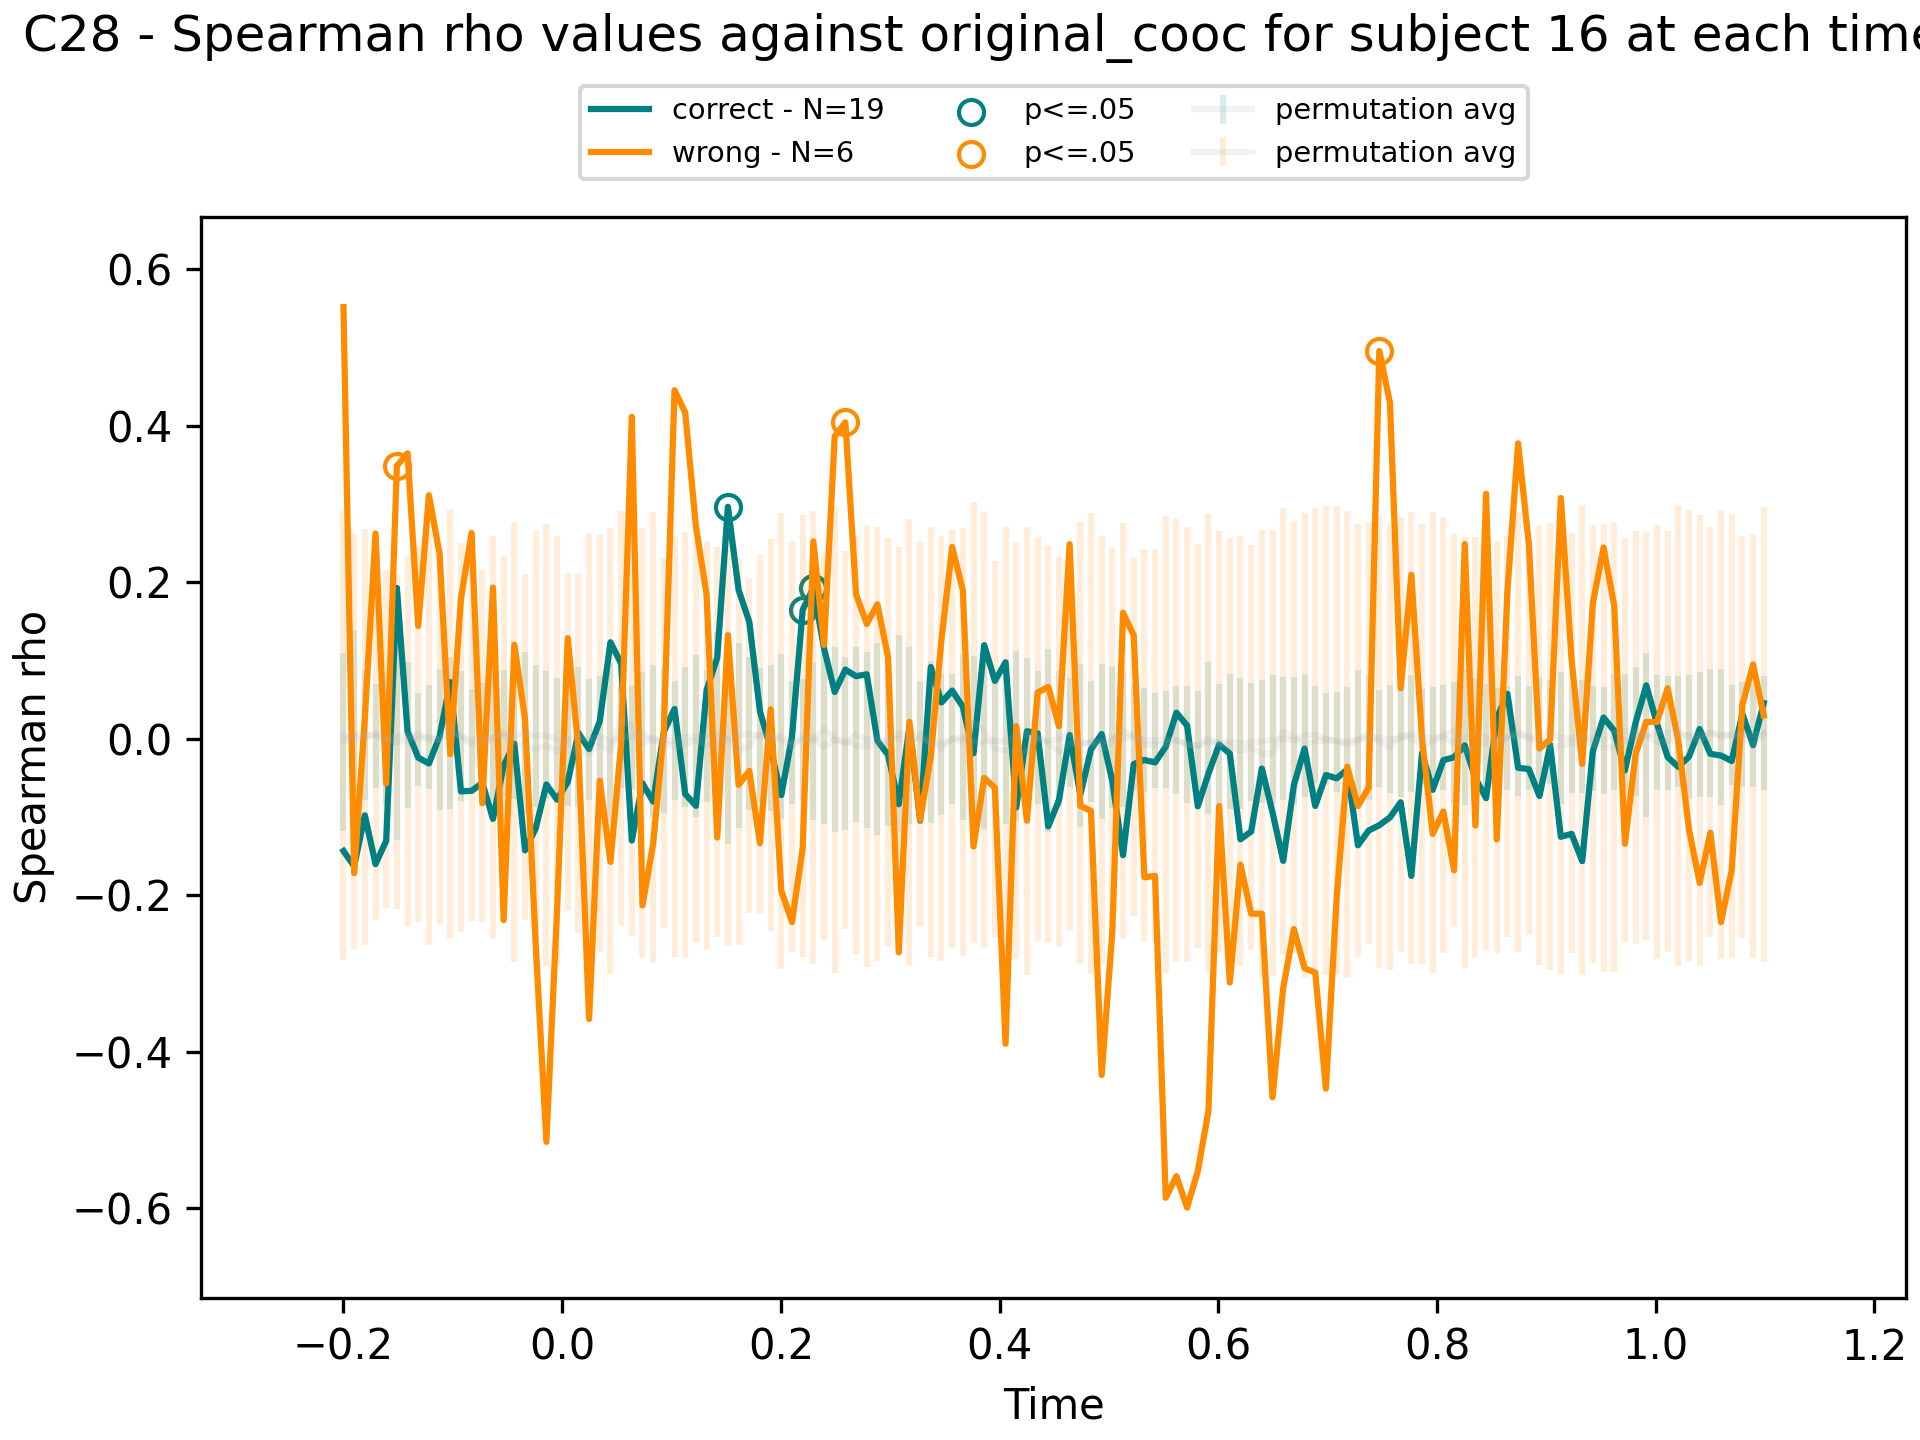 C28 - Spearman rho values against original_cooc for subject 16 at each time
correct - N=19
wrong - N=6
p<=.05
p<=.05
permutation avg
permutation avg
Spearman rho
0.6
0.4
0.2
0.0
−0.2
−0.4
−0.6
−0.2 0.0 0.2 0.4 0.6 0.8 1.0 1.2
Time